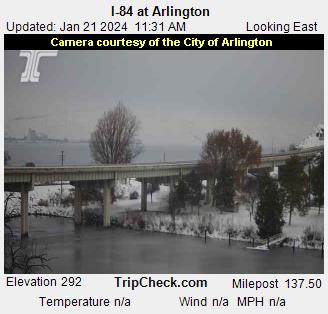 I-84 at Arlington
Updated: Jan 21 2024 11:31 AM Looking East
Camera courtesy of the City of Arlington
Elevation 292 TripCheck.com Milepost 137.50
Temperature n/a Wind n/a MPH n/a